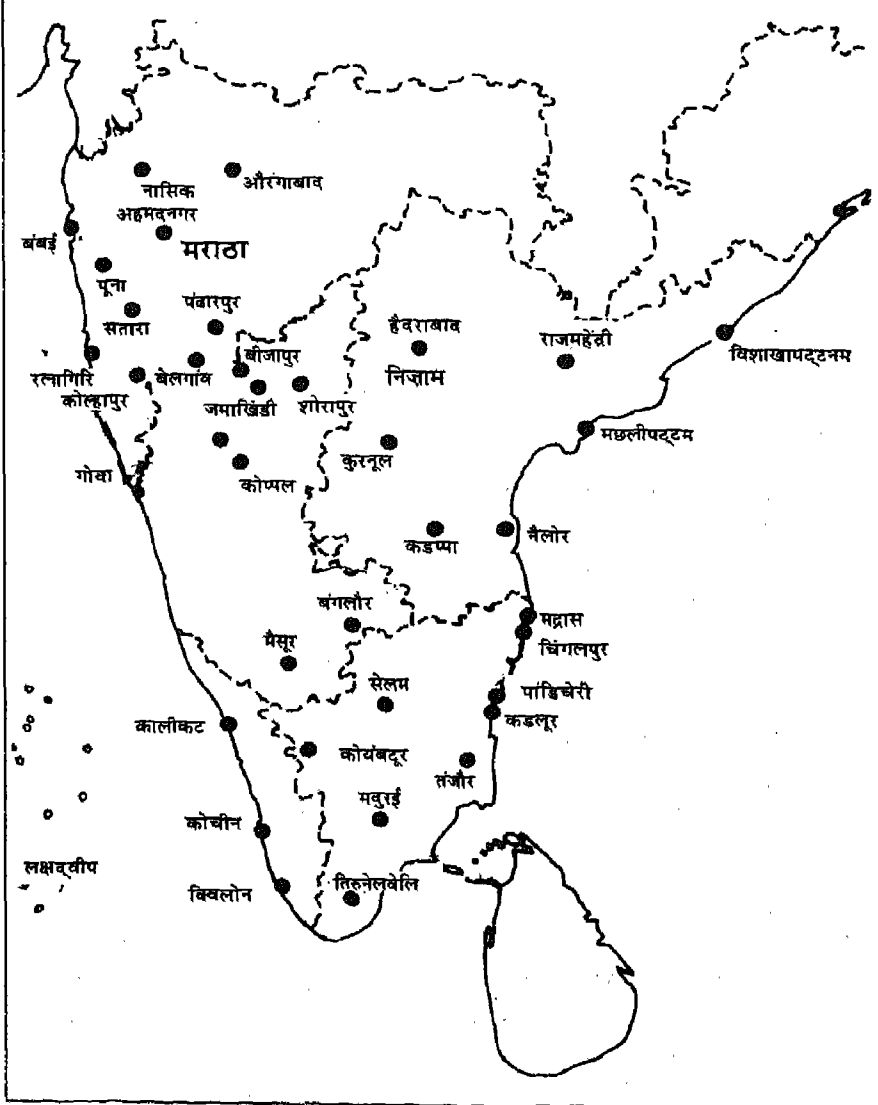 नासिक
औरंगाबाद
अहमदनगर
बंबई
मराठा
पूना
पंढारपुर
सतारा
हैदराबाद
राजमहेंद्री
विशाखापट्टनम
बीजापुर
रत्नागिरि
बेलगांव
निज़ाम
कोल्हापुर
जमाखिंडी
शोरापुर
मछलीपट्टम
कुरनूल
गोवा
कोप्पल
कडप्पा
नैलोर
बंगलौर
मद्रास
मैसूर
चिंगलपुर
सेलम
पांडिचेरी
कालीकट
कडलूर
कोयंबटूर
तंजौर
मदुरई
कोचीन
लक्षद्वीप
क्विलोन
तिरुनेलवेलि